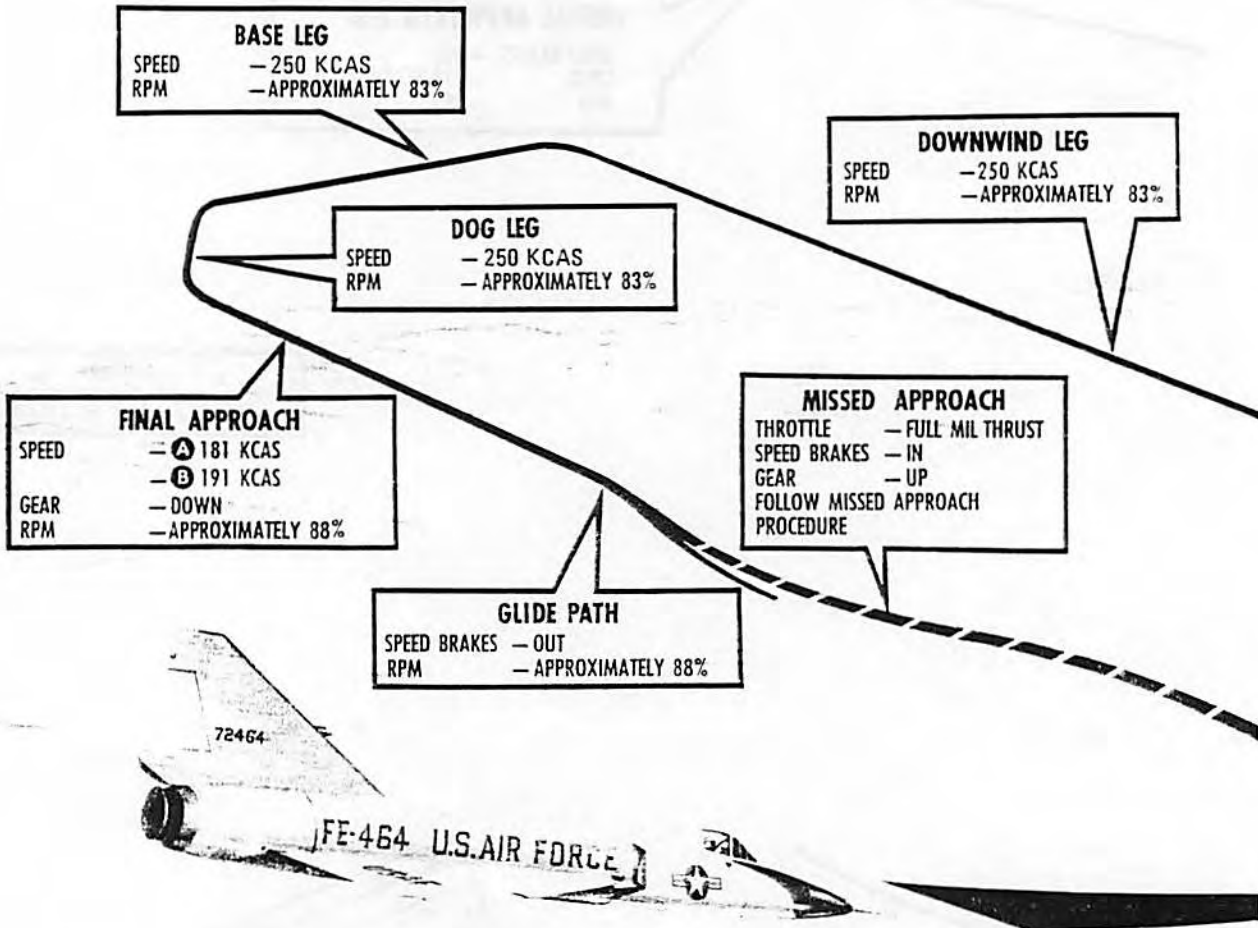 BASE LEG
SPEED —250 KCAS
RPM —APPROXIMATELY 83%
DOWNWIND LEG
SPEED —250 KCAS
RPM —APPROXIMATELY 83%
DOG LEG
SPEED —250 KCAS
RPM —APPROXIMATELY 83%
FINAL APPROACH
SPEED —A 181 KCAS
—B 191 KCAS
GEAR —DOWN
RPM —APPROXIMATELY 88%
MISSED APPROACH
THROTTLE —FULL MIL THRUST
SPEED BRAKES —IN
GEAR —UP
FOLLOW MISSED APPROACH
PROCEDURE
GLIDE PATH
SPEED BRAKES —OUT
RPM —APPROXIMATELY 88%
72464
FE-464 U.S. AIR FORCE